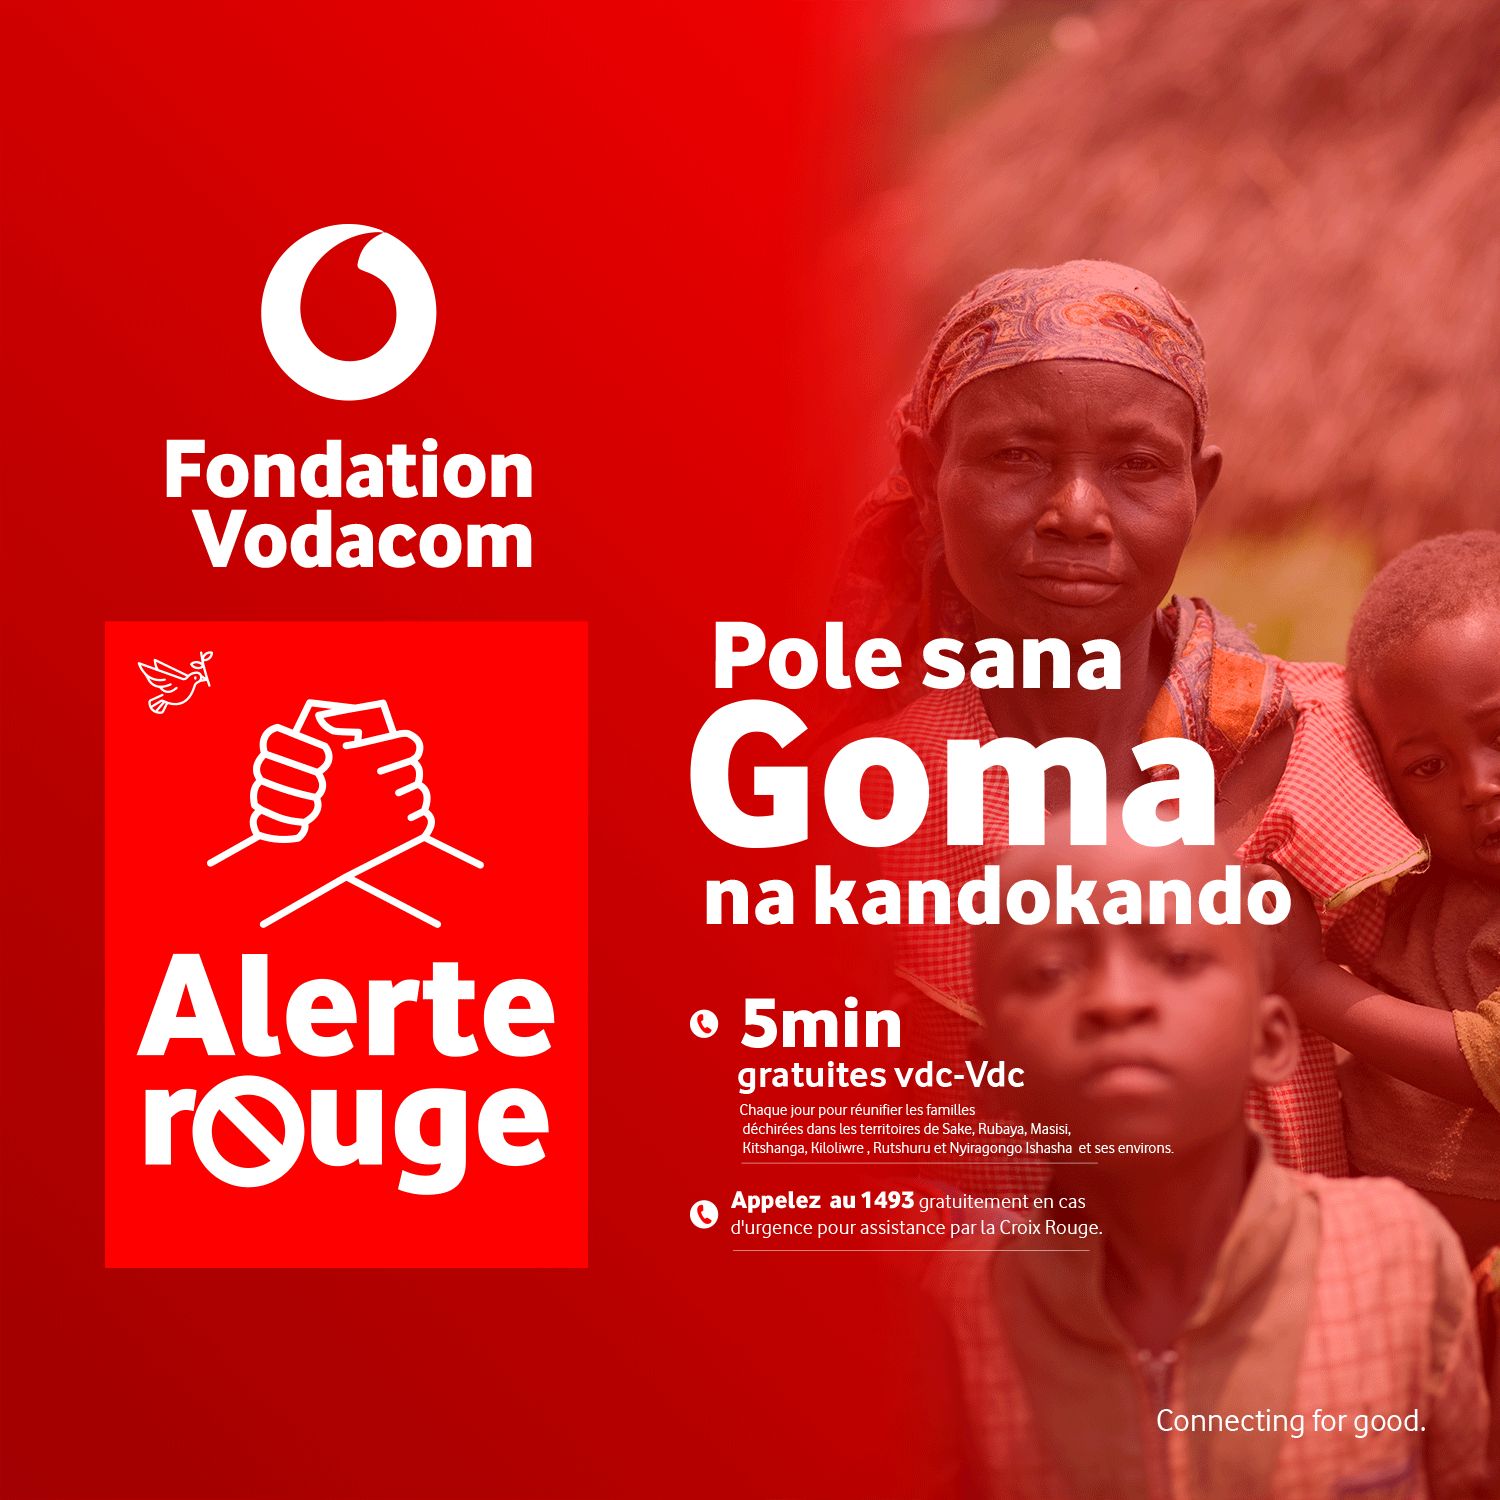 Fondation
Vodacom
Alerte
rouge
Pole sana
Goma
na kandokando
5min
gratuites vdc-Vdc
Chaque jour pour réunifier les familles
déchirées dans les territoires de Sake, Rubaya, Masisi,
Kitshanga, Kiloliwre , Rutshuru et Nyiragongo Ishasha et ses environs.
Appelez au 1493 gratuitement en cas
d'urgence pour assistance par la Croix Rouge.
Connecting for good.